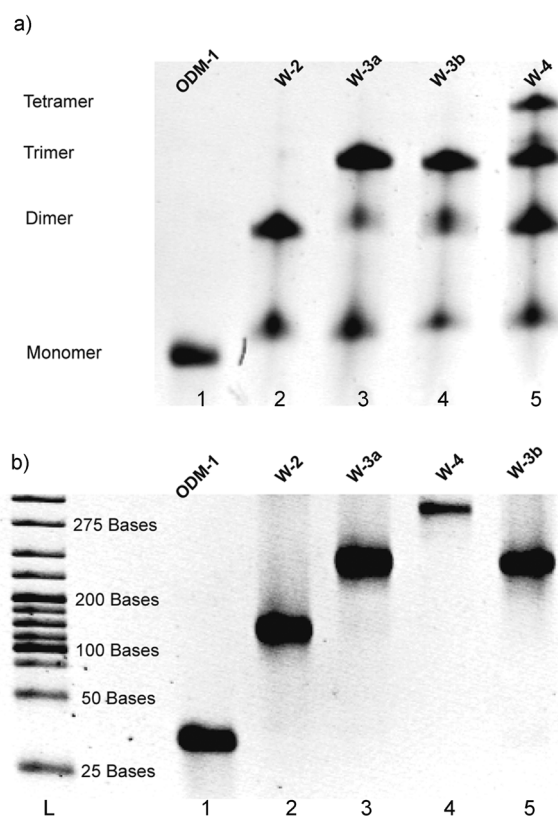 a)
ODM-1 W-2 W-3a W-3b W-4
Tetramer
Trimer
Dimer
Monomer
1 2 3 4 5
b)
ODM-1 W-2 W-3a W-4 W-3b
275 Bases
200 Bases
100 Bases
50 Bases
25 Bases
L 1 2 3 4 5